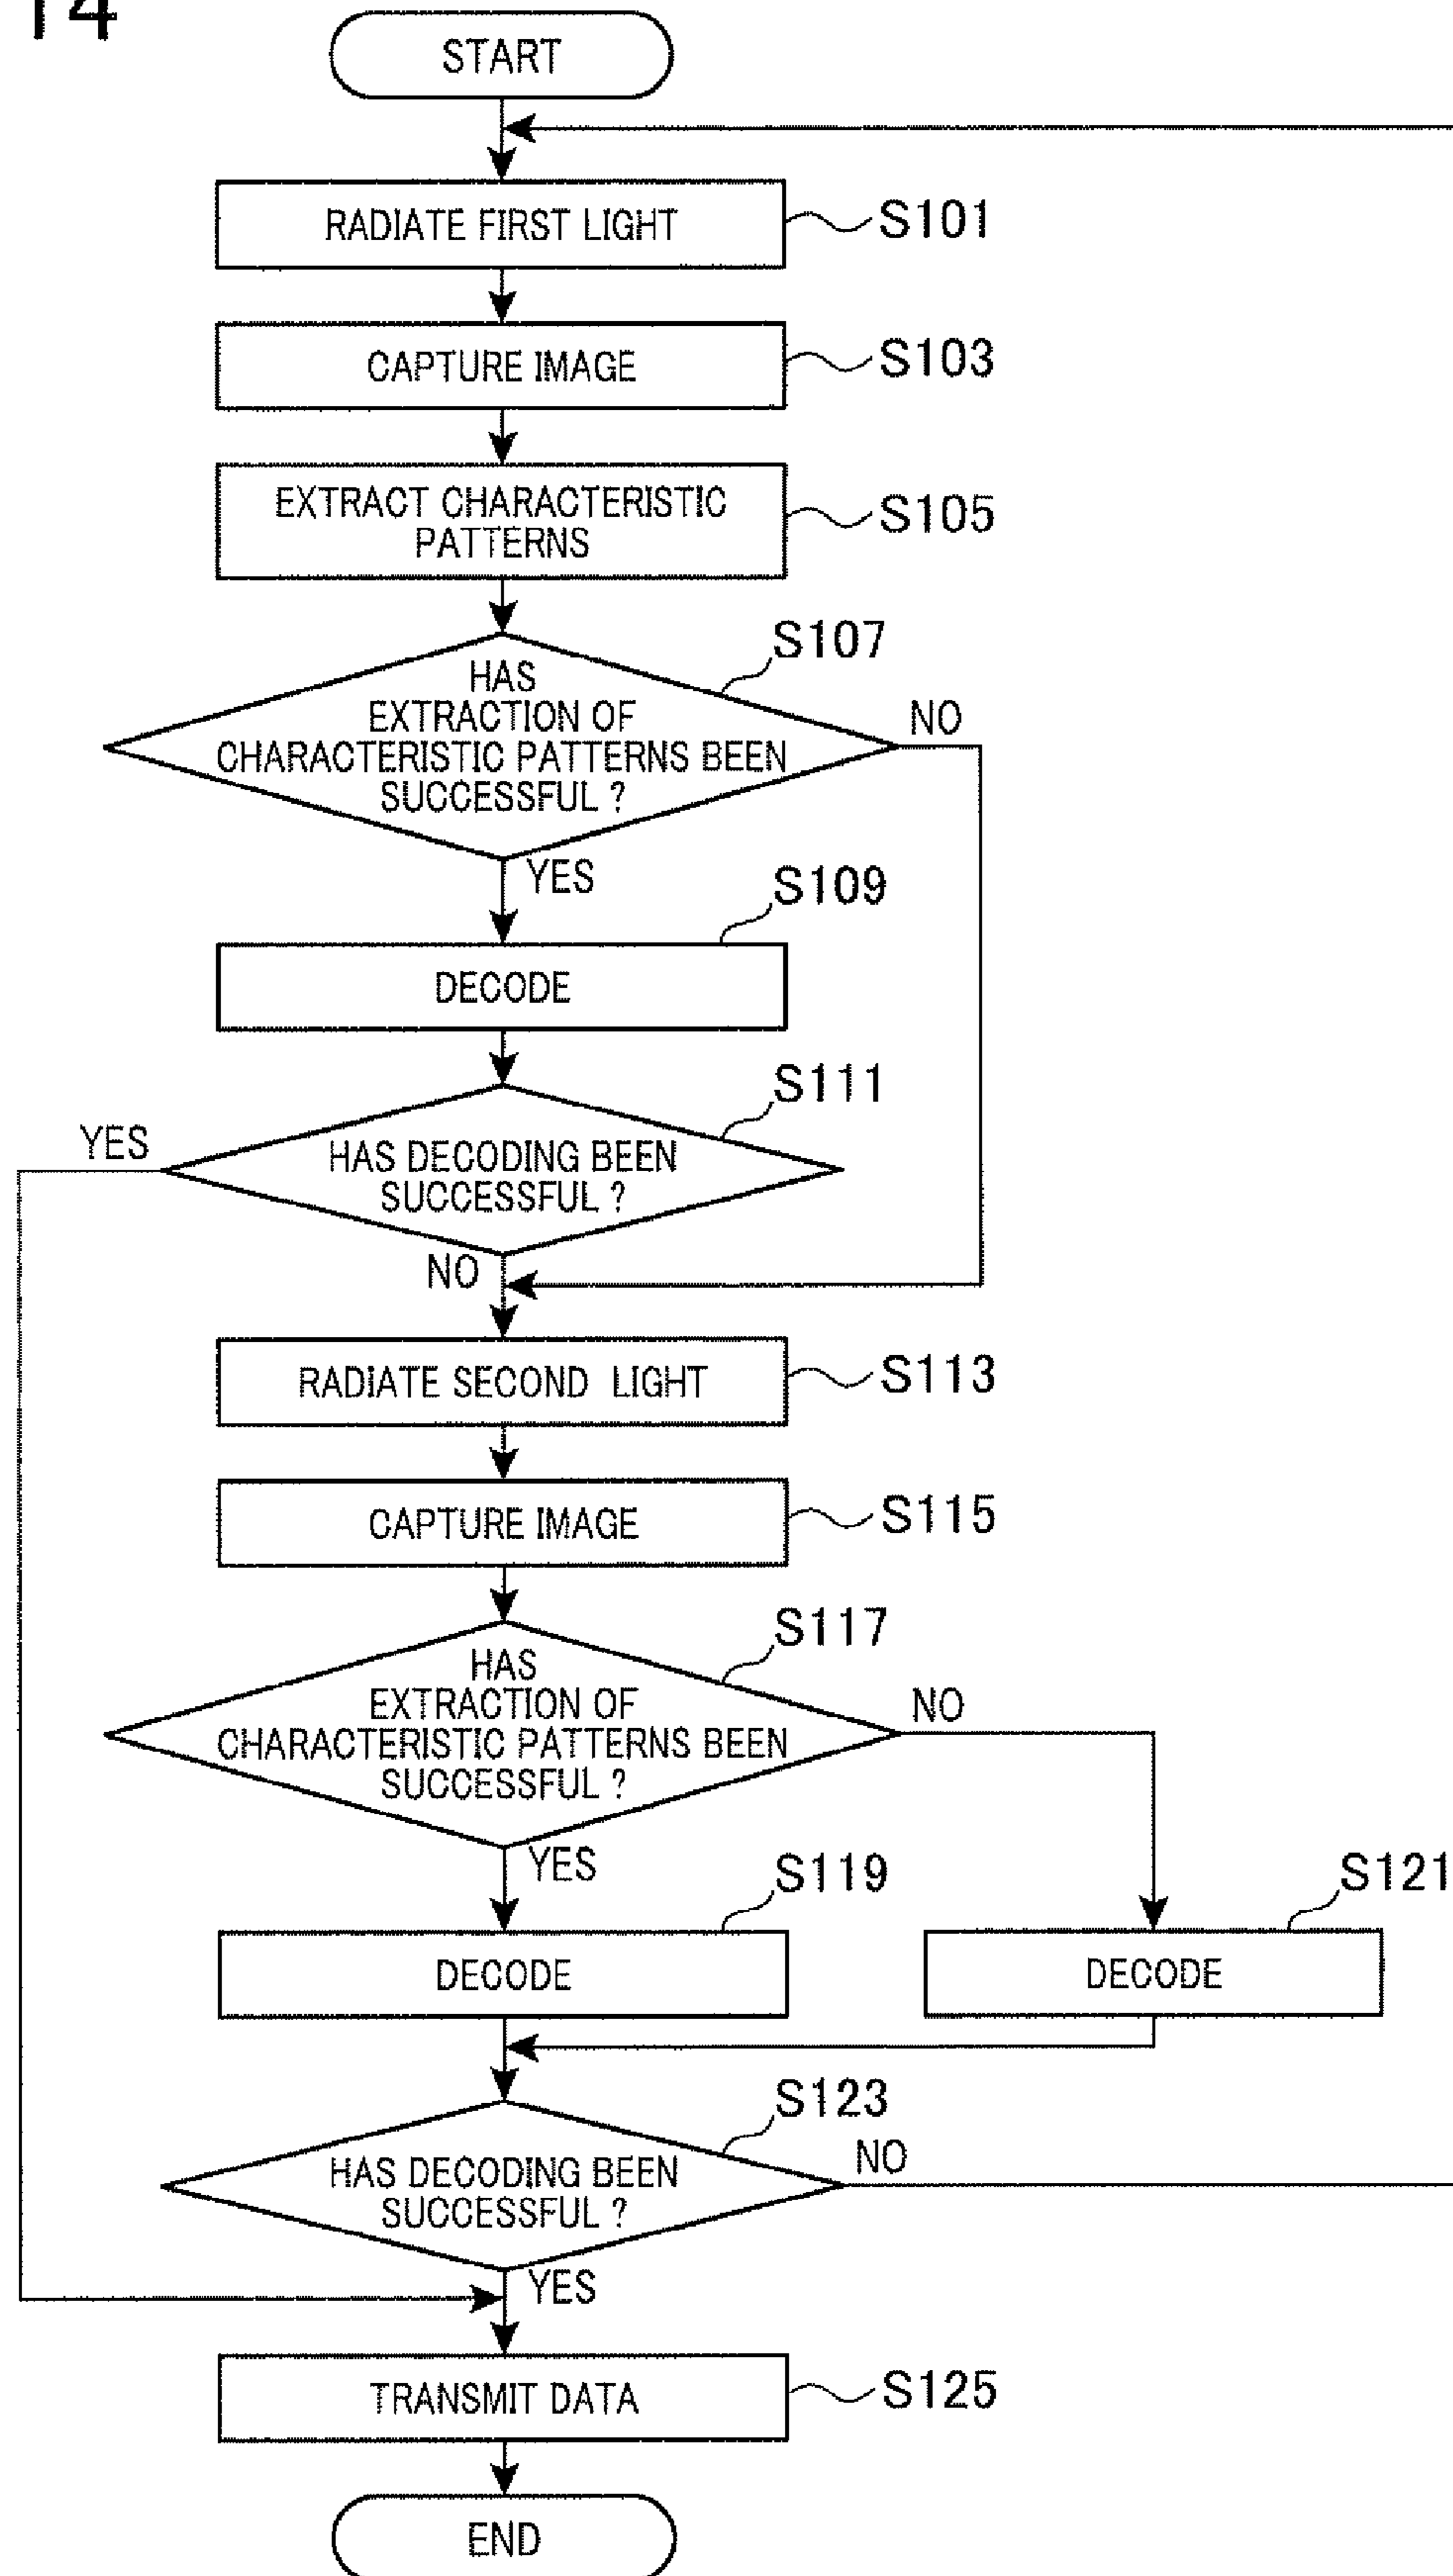 14
START
RADIATE FIRST LIGHT
S101
CAPTURE IMAGE
S103
EXTRACT CHARACTERISTIC
PATTERNS
S105
S107
HAS
EXTRACTION OF
CHARACTERISTIC PATTERNS BEEN
SUCCESSFUL ?
NO
YES
S109
DECODE
S111
YES
HAS DECODING BEEN
SUCCESSFUL ?
NO
RADIATE SECOND LIGHT
S113
CAPTURE IMAGE
S115
S117
HAS
EXTRACTION OF
CHARACTERISTIC PATTERNS BEEN
SUCCESSFUL ?
NO
YES
S119
S121
DECODE
DECODE
S123
HAS DECODING BEEN
SUCCESSFUL ?
NO
YES
TRANSMIT DATA
S125
END